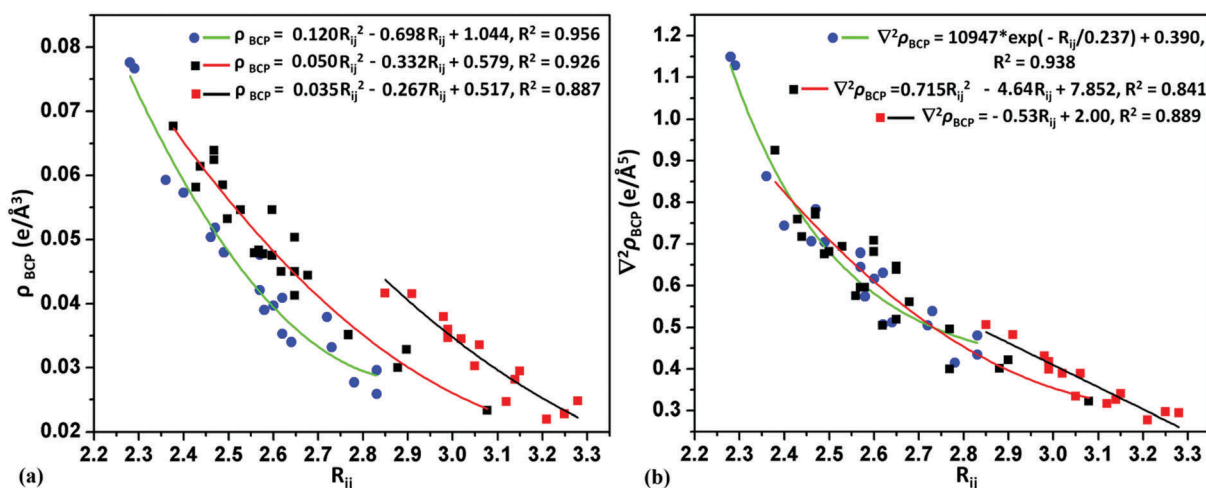 ρ BCP = 0.120Rij² - 0.698Rij + 1.044, R² = 0.956
ρ BCP = 0.050Rij² - 0.332Rij + 0.579, R² = 0.926
ρ BCP = 0.035Rij² - 0.267Rij + 0.517, R² = 0.887
0.08
0.07
0.06
0.05
0.04
0.03
0.02
ρ BCP (e/Å³)
2.2 2.3 2.4 2.5 2.6 2.7 2.8 2.9 3.0 3.1 3.2 3.3
(a)
Rij
∇²ρBCP = 10947*exp( - Rij/0.237) + 0.390,
R² = 0.938
∇²ρBCP=0.715Rij² - 4.64Rij + 7.852, R² = 0.841
∇²ρBCP = - 0.53Rij + 2.00, R² = 0.889
1.2
1.1
1.0
0.9
0.8
0.7
0.6
0.5
0.4
0.3
∇²ρBCP (e/Å⁵)
2.2 2.3 2.4 2.5 2.6 2.7 2.8 2.9 3.0 3.1 3.2 3.3
(b)
Rij